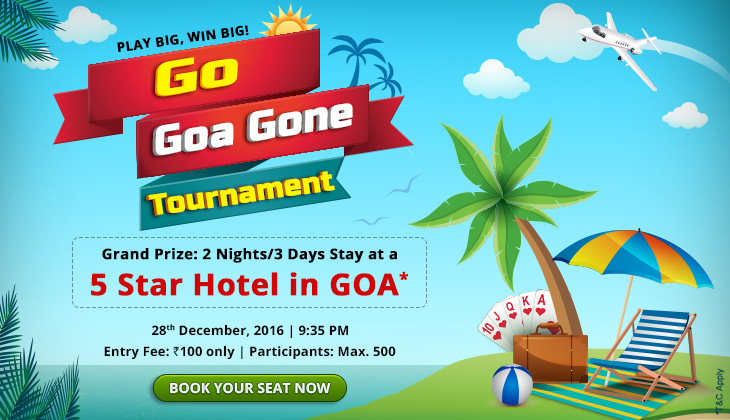 PLAY BIG, WIN BIG!
Go
Goa Gone
Tournament
Grand Prize: 2 Nights/3 Days Stay at a
5 Star Hotel in GOA*
28th December, 2016 | 9:35 PM
Entry Fee: ₹100 only | Participants: Max. 500
BOOK YOUR SEAT NOW
10 J Q K A
*T&C Apply